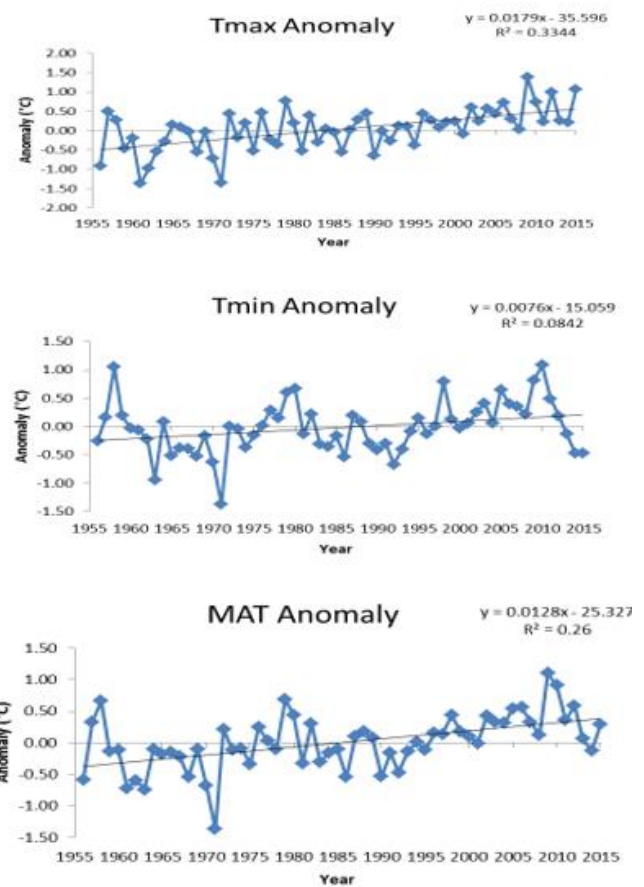 Tmax Anomaly
y = 0.0179x - 35.596
R² = 0.3344
2.00
1.50
1.00
0.50
0.00
-0.50
-1.00
-1.50
-2.00
Anomaly (°C)
1955 1960 1965 1970 1975 1980 1985 1990 1995 2000 2005 2010 2015
Year
Tmin Anomaly
y = 0.0076x - 15.059
R² = 0.0842
1.50
1.00
0.50
0.00
-0.50
-1.00
-1.50
Anomaly (°C)
1955 1960 1965 1970 1975 1980 1985 1990 1995 2000 2005 2010 2015
Year
MAT Anomaly
y = 0.0128x - 25.327
R² = 0.26
1.50
1.00
0.50
0.00
-0.50
-1.00
-1.50
Anomaly (°C)
1955 1960 1965 1970 1975 1980 1985 1990 1995 2000 2005 2010 2015
Year